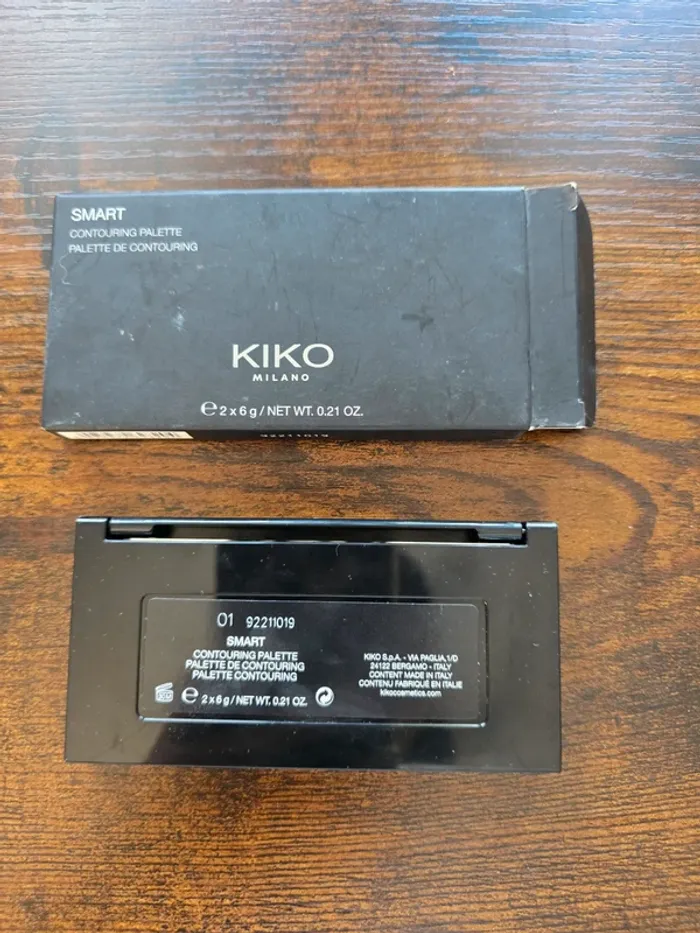 SMART
CONTOURING PALETTE
PALETTE DE CONTOURING
KIKO
MILANO
℮ 2 x 6 g / NET WT. 0.21 OZ.
92211019
01 92211019
SMART
CONTOURING PALETTE
PALETTE DE CONTOURING
PALETTE CONTOURING
℮ 2 x 6 g / NET WT. 0.21 OZ.
KIKO S.p.A. - VIA PAGLIA,1/D
24122 BERGAMO - ITALY
CONTENT MADE IN ITALY
CONTENU FABRIQUÉ EN ITALIE
kikocosmetics.com